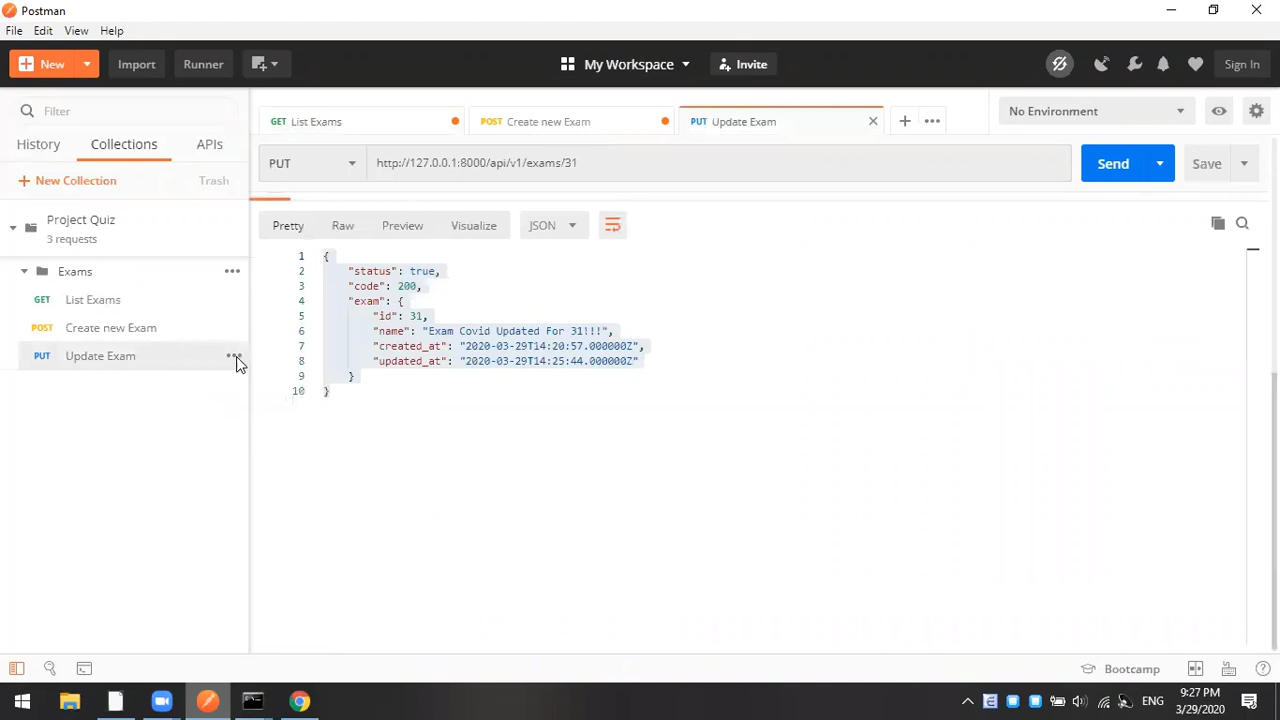 Postman
File Edit View Help
New Import Runner My Workspace Invite Sign In
Filter
History Collections APIs
+ New Collection Trash
Project Quiz
3 requests
Exams
GET List Exams
POST Create new Exam
PUT Update Exam
GET List Exams POST Create new Exam PUT Update Exam No Environment
PUT http://127.0.0.1:8000/api/v1/exams/31 Send Save
Pretty Raw Preview Visualize JSON
1 {
2 "status": true,
3 "code": 200,
4 "exam": {
5 "id": 31,
6 "name": "Exam Covid Updated For 31!!!",
7 "created_at": "2020-03-29T14:20:57.000000Z",
8 "updated_at": "2020-03-29T14:25:44.000000Z"
9 }
10 }
Bootcamp
ENG 9:27 PM
3/29/2020